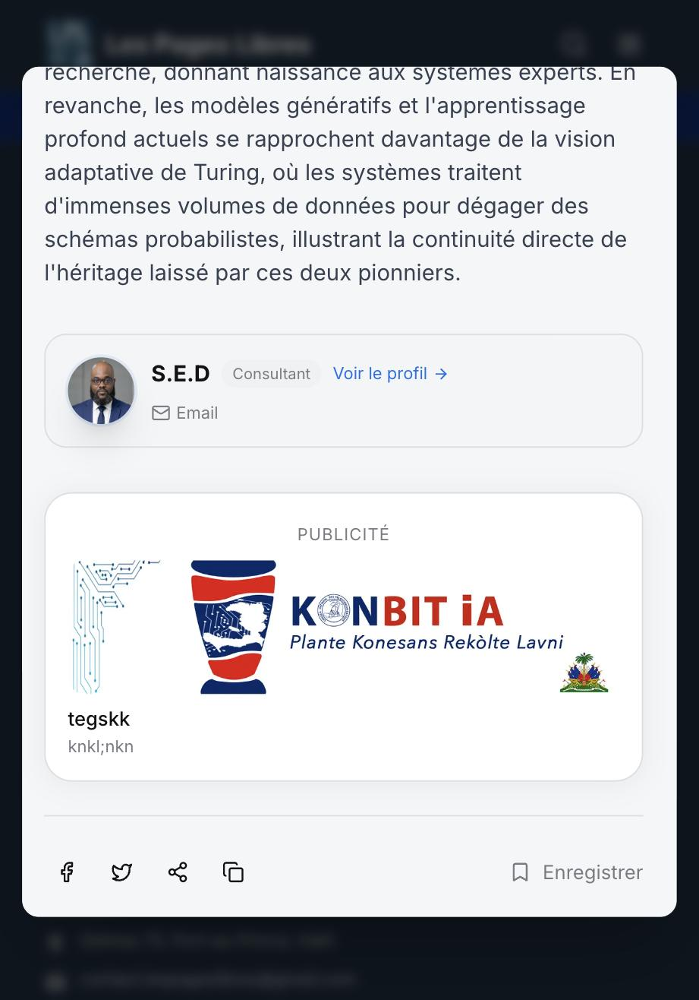 Les Pages Libres
recherche, donnant naissance aux systèmes experts. En
revanche, les modèles génératifs et l'apprentissage
profond actuels se rapprochent davantage de la vision
adaptative de Turing, où les systèmes traitent
d'immenses volumes de données pour dégager des
schémas probabilistes, illustrant la continuité directe de
l'héritage laissé par ces deux pionniers.
S.E.D Consultant Voir le profil →
Email
PUBLICITÉ
KONBIT iA
Plante Konesans Rekòlte Lavni
tegskk
knkl;nkn
Enregistrer